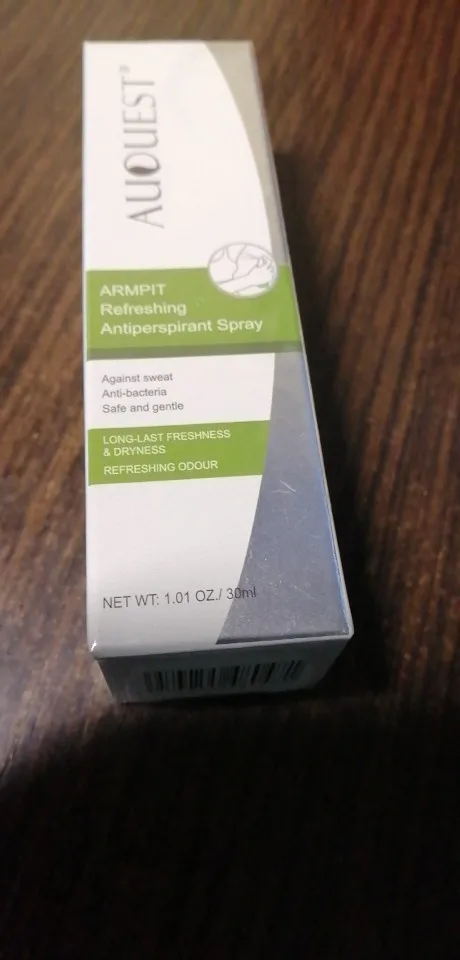 AUQUEST®
ARMPIT
Refreshing
Antiperspirant Spray
Against sweat
Anti-bacteria
Safe and gentle
LONG-LAST FRESHNESS
& DRYNESS
REFRESHING ODOUR
NET WT: 1.01 OZ./ 30ml